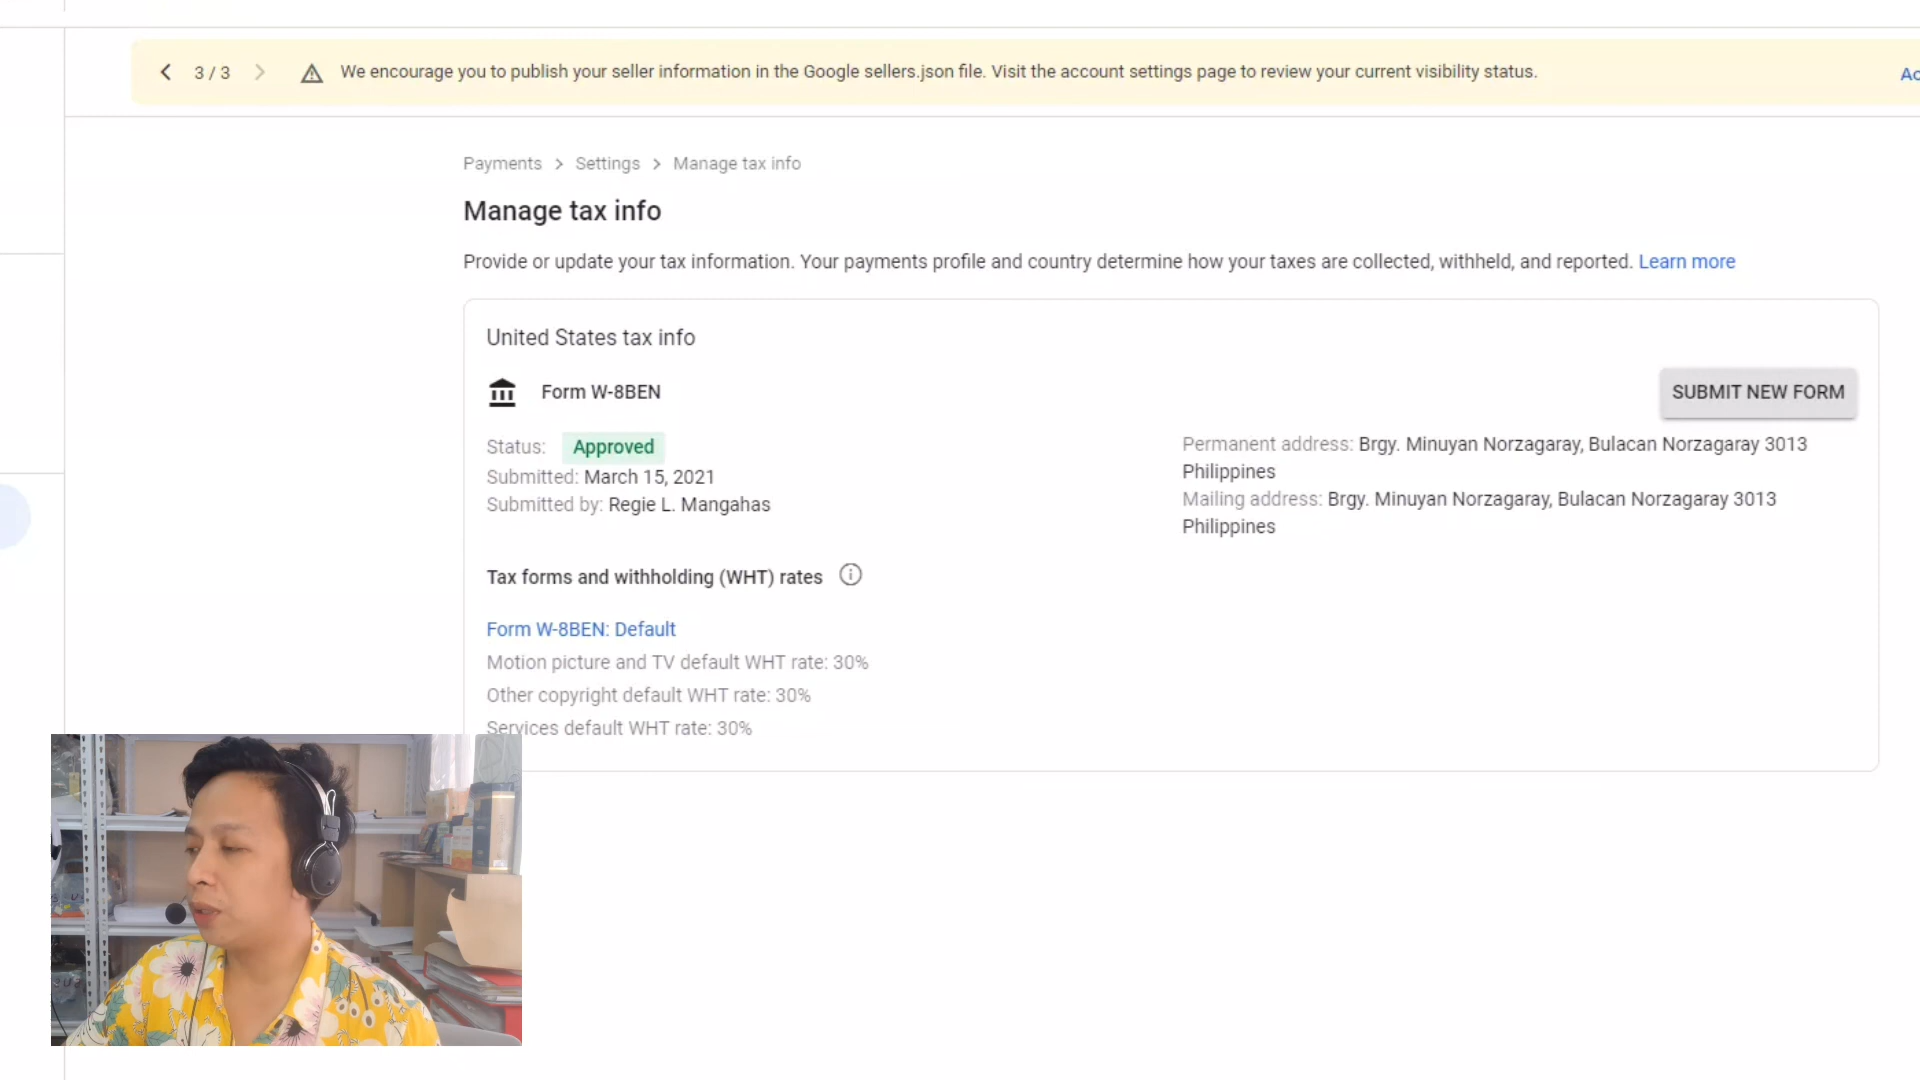 3 / 3
We encourage you to publish your seller information in the Google sellers.json file. Visit the account settings page to review your current visibility status.
Ac
Payments > Settings > Manage tax info
Manage tax info
Provide or update your tax information. Your payments profile and country determine how your taxes are collected, withheld, and reported. Learn more
United States tax info
Form W-8BEN
SUBMIT NEW FORM
Status: Approved
Submitted: March 15, 2021
Submitted by: Regie L. Mangahas
Permanent address: Brgy. Minuyan Norzagaray, Bulacan Norzagaray 3013
Philippines
Mailing address: Brgy. Minuyan Norzagaray, Bulacan Norzagaray 3013
Philippines
Tax forms and withholding (WHT) rates
Form W-8BEN: Default
Motion picture and TV default WHT rate: 30%
Other copyright default WHT rate: 30%
Services default WHT rate: 30%